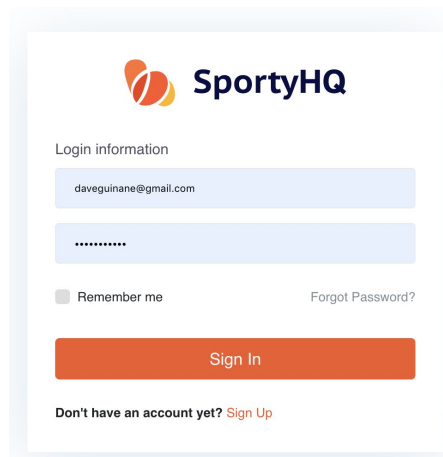 SportyHQ
Login information
daveguinane@gmail.com
•••••••••••
Remember me Forgot Password?
Sign In
Don't have an account yet? Sign Up